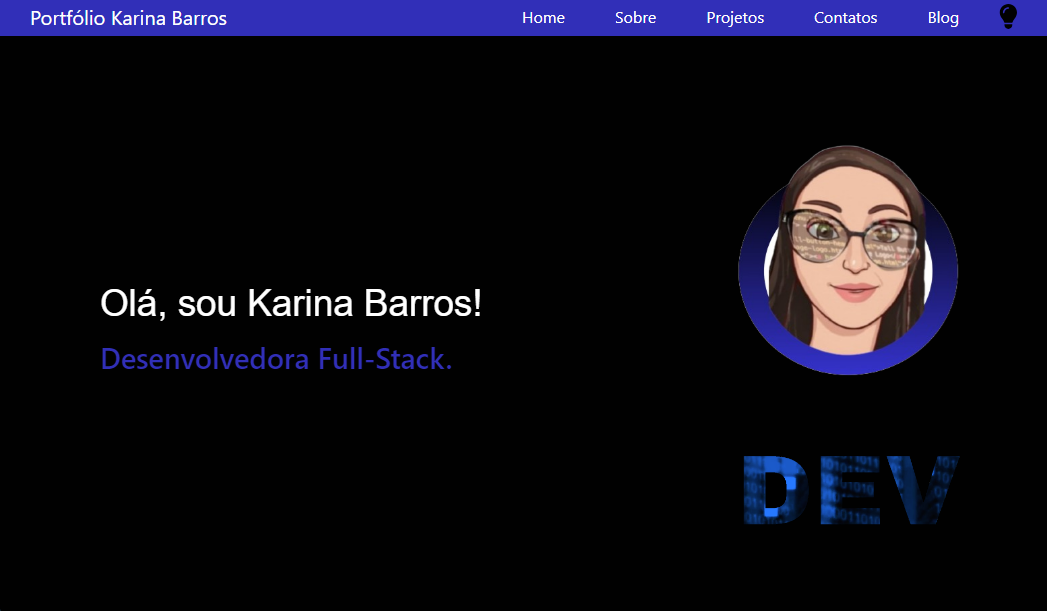 Portfólio Karina Barros
Home Sobre Projetos Contatos Blog
Olá, sou Karina Barros!
Desenvolvedora Full-Stack.
DEV